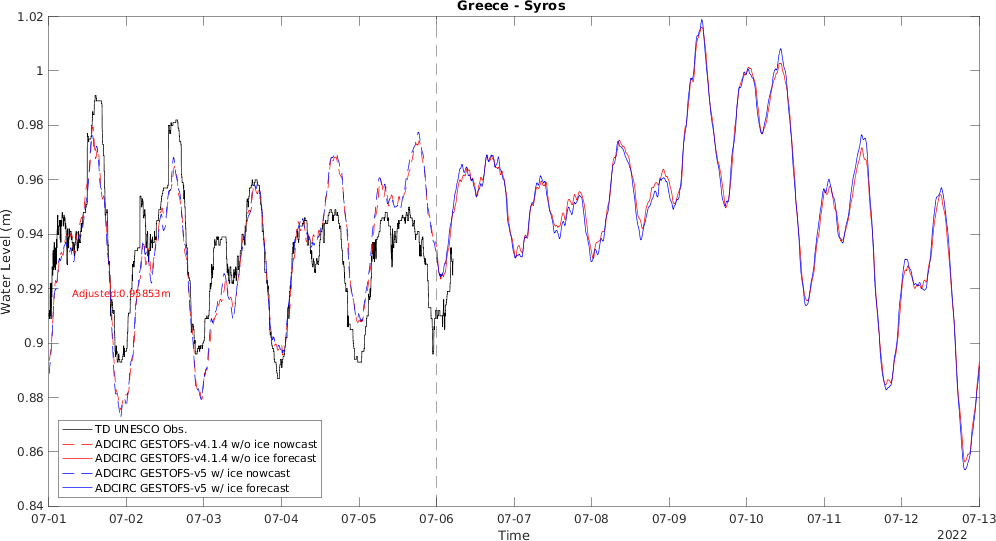 Greece - Syros
1.02
1
0.98
0.96
0.94
0.92
0.9
0.88
0.86
0.84
Water Level (m)
Adjusted:0.95853m
TD UNESCO Obs.
ADCIRC GESTOFS-v4.1.4 w/o ice nowcast
ADCIRC GESTOFS-v4.1.4 w/o ice forecast
ADCIRC GESTOFS-v5 w/ ice nowcast
ADCIRC GESTOFS-v5 w/ ice forecast
07-01 07-02 07-03 07-04 07-05 07-06 07-07 07-08 07-09 07-10 07-11 07-12 07-13
Time
2022